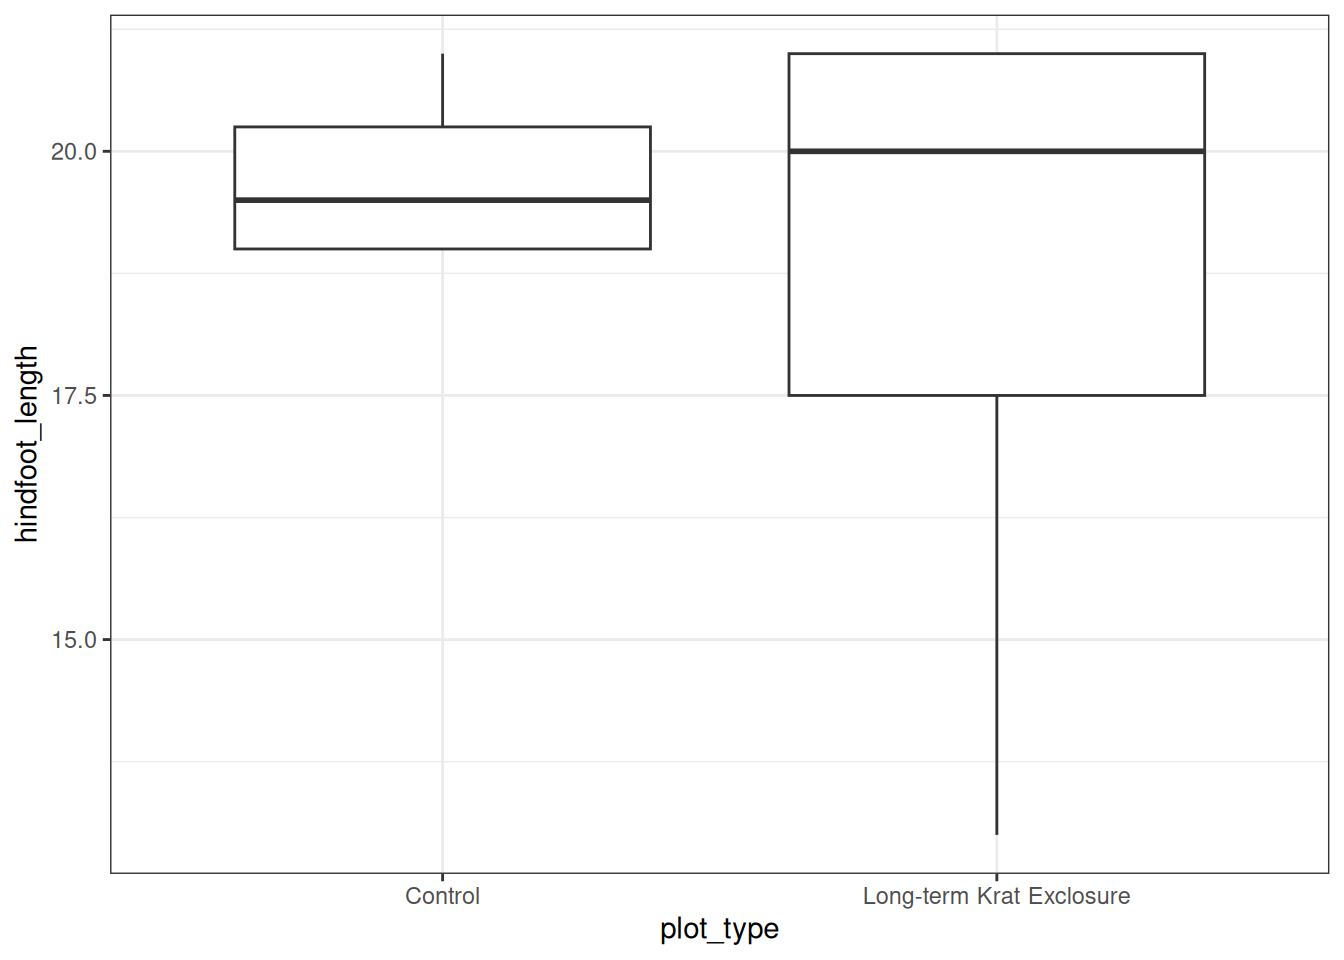 20.0
17.5
15.0
hindfoot_length
Control
Long-term Krat Exclosure
plot_type